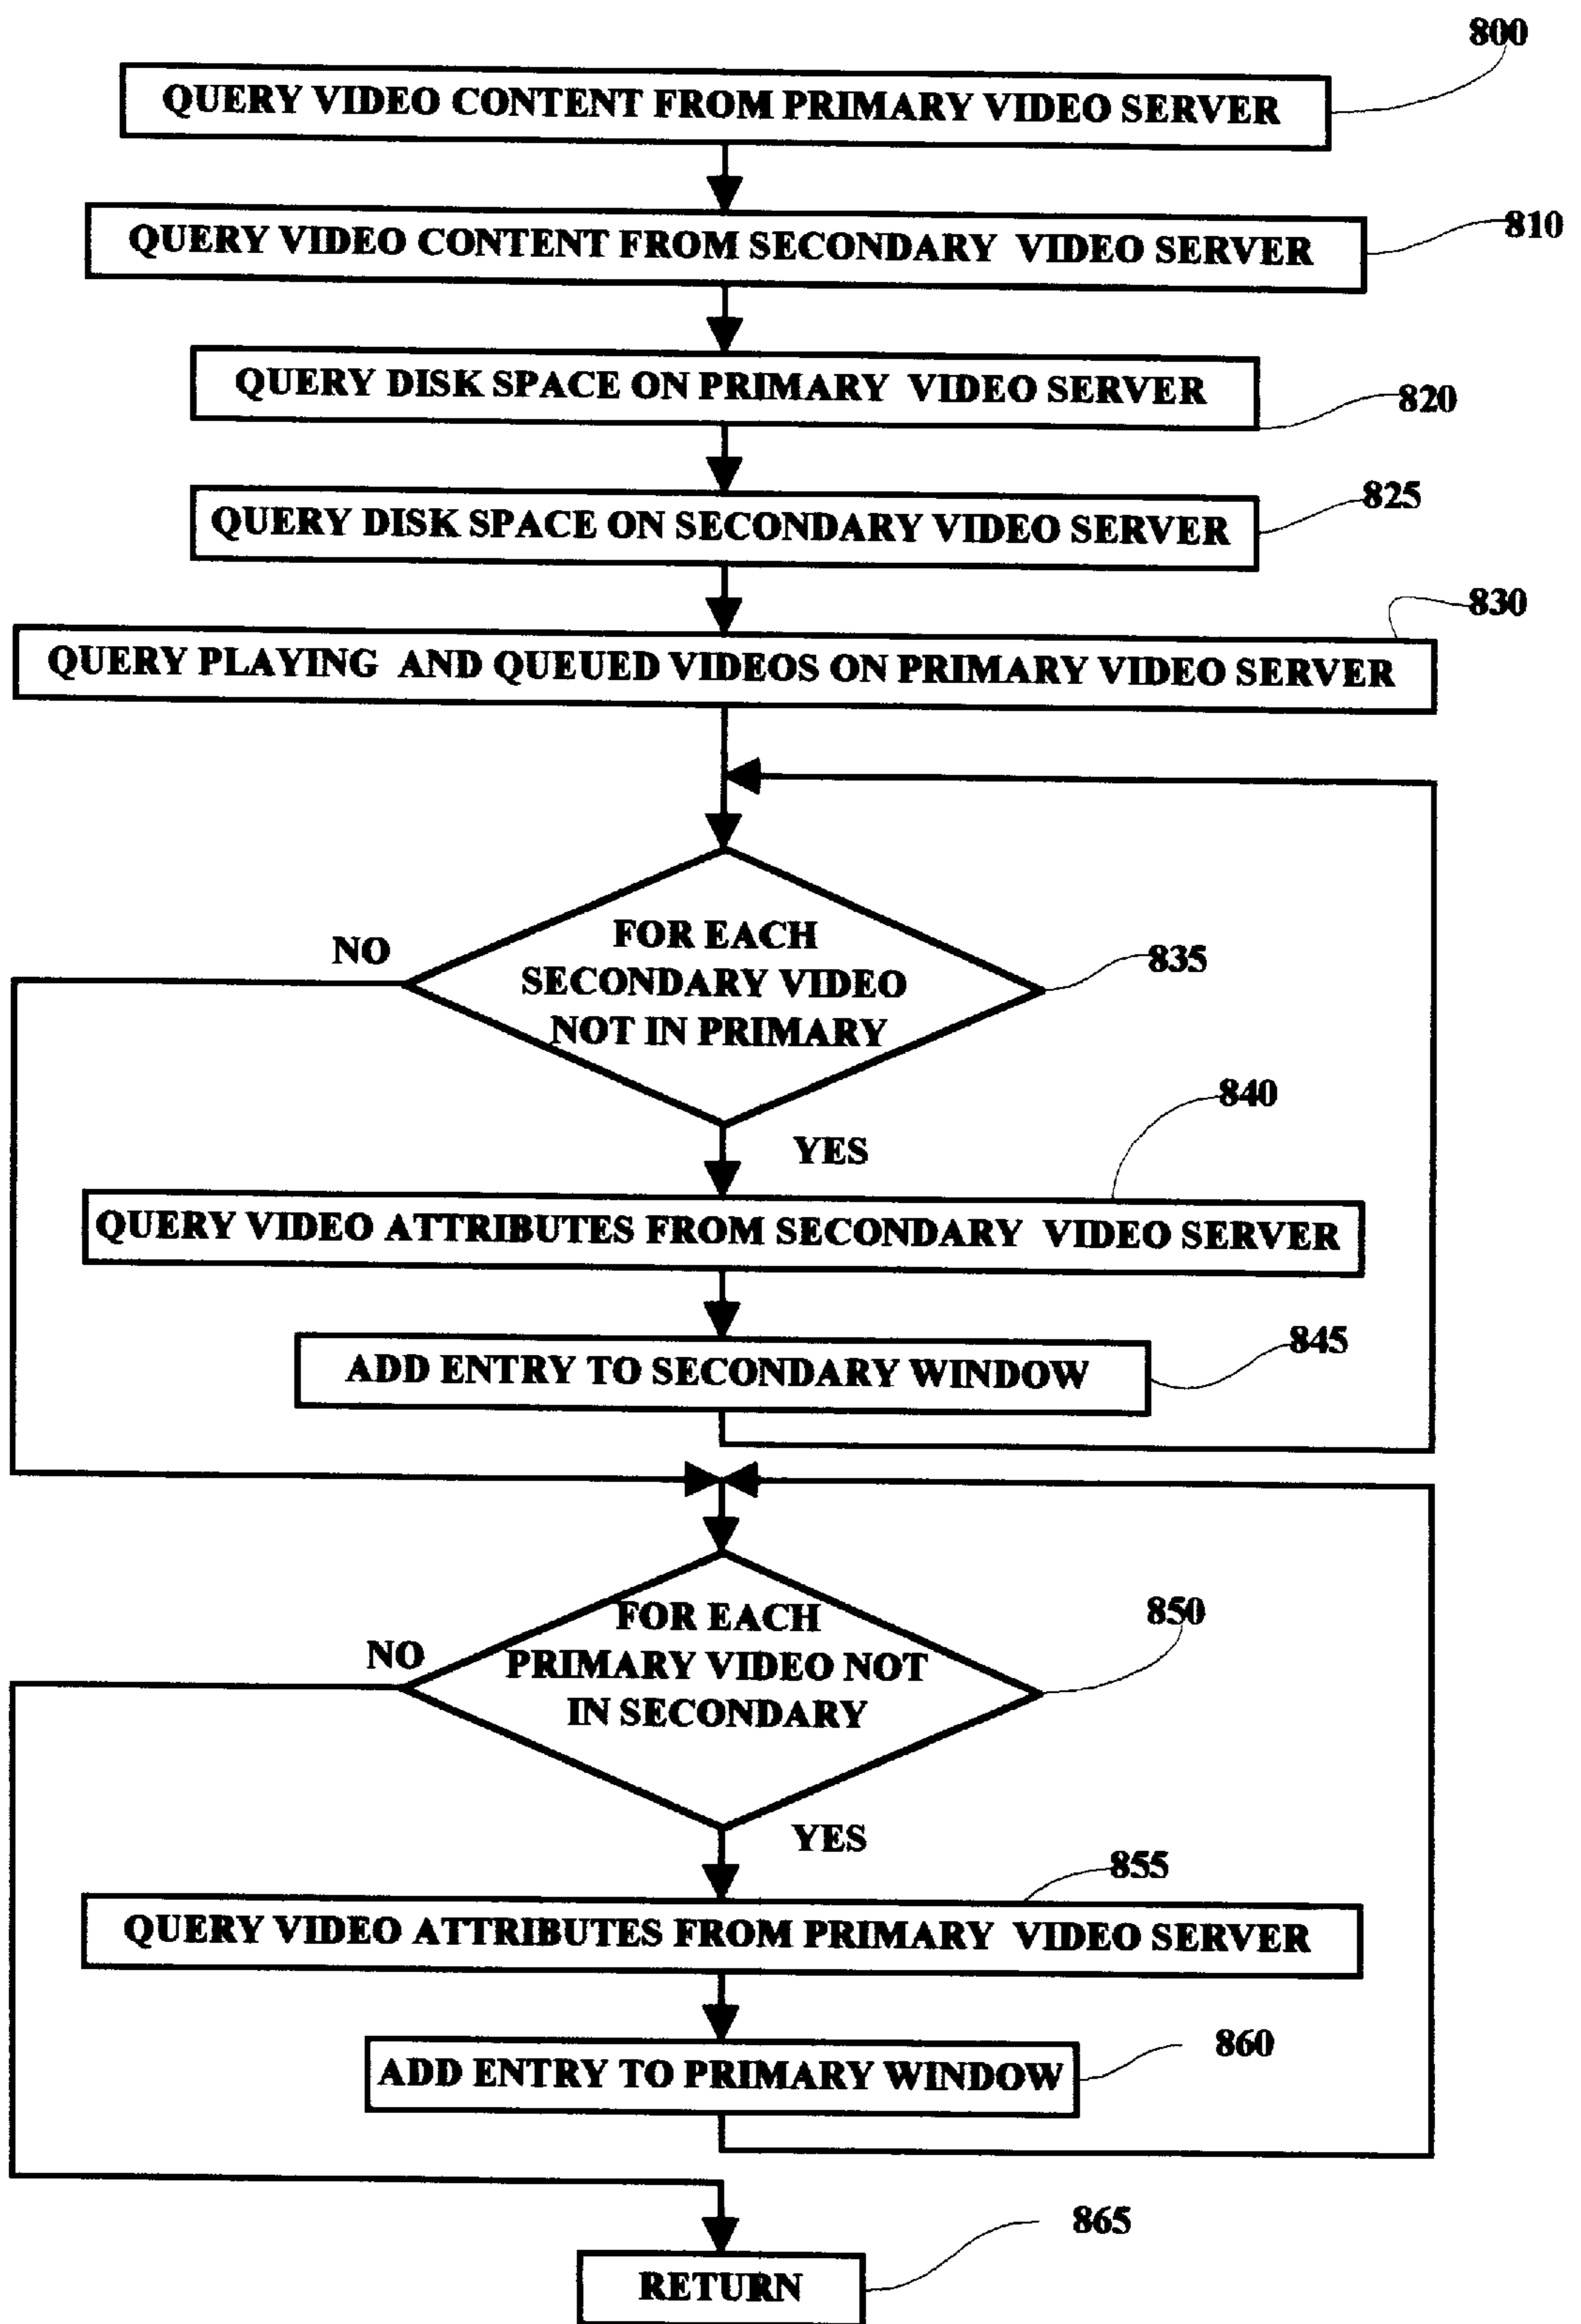 800
QUERY VIDEO CONTENT FROM PRIMARY VIDEO SERVER
810
QUERY VIDEO CONTENT FROM SECONDARY VIDEO SERVER
QUERY DISK SPACE ON PRIMARY VIDEO SERVER
820
825
QUERY DISK SPACE ON SECONDARY VIDEO SERVER
830
QUERY PLAYING AND QUEUED VIDEOS ON PRIMARY VIDEO SERVER
NO
FOR EACH
SECONDARY VIDEO
NOT IN PRIMARY
835
840
YES
QUERY VIDEO ATTRIBUTES FROM SECONDARY VIDEO SERVER
845
ADD ENTRY TO SECONDARY WINDOW
850
NO
FOR EACH
PRIMARY VIDEO NOT
IN SECONDARY
YES
855
QUERY VIDEO ATTRIBUTES FROM PRIMARY VIDEO SERVER
860
ADD ENTRY TO PRIMARY WINDOW
865
RETURN